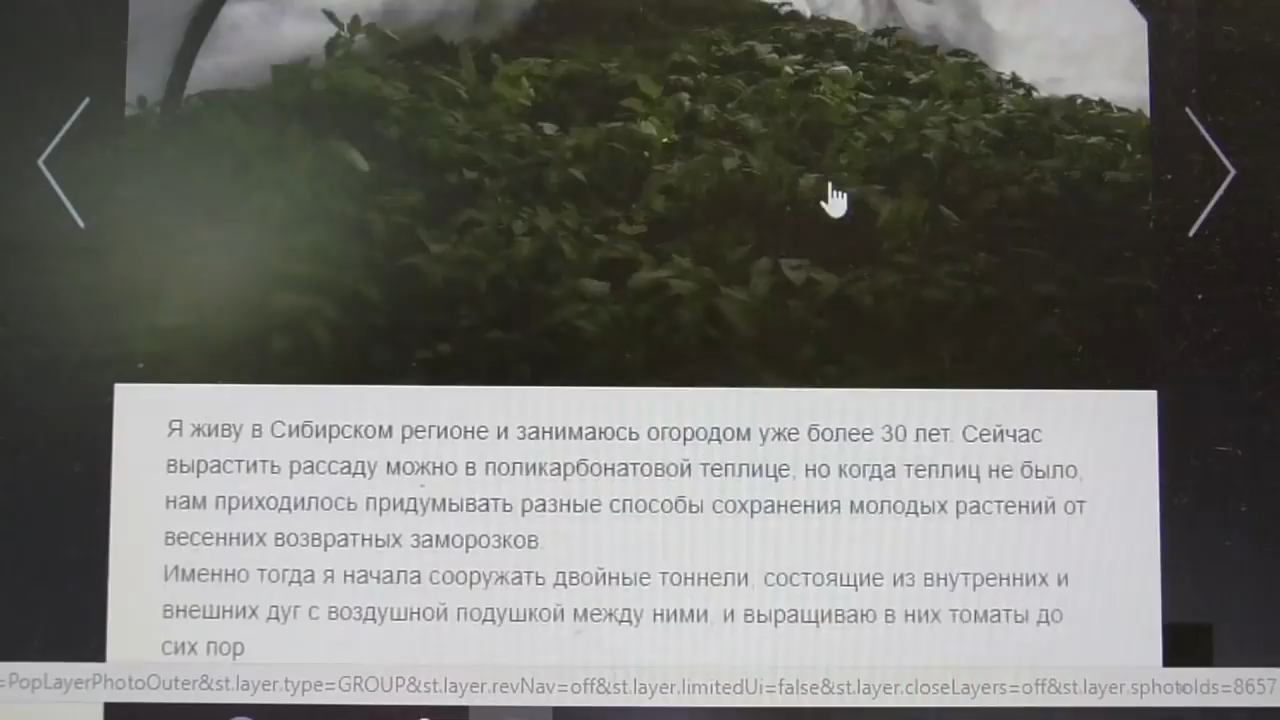 Я живу в Сибирском регионе и занимаюсь огородом уже более 30 лет. Сейчас
вырастить рассаду можно в поликарбонатовой теплице, но когда теплиц не было,
нам приходилось придумывать разные способы сохранения молодых растений от
весенних возвратных заморозков.
Именно тогда я начала сооружать двойные тоннели, состоящие из внутренних и
внешних дуг с воздушной подушкой между ними, и выращиваю в них томаты до
сих пор
=PopLayerPhotoOuter&st.layer.type=GROUP&st.layer.revNav=off&st.layer.limitedUi=false&st.layer.closeLayers=off&st.layer.sphotoIds=8657